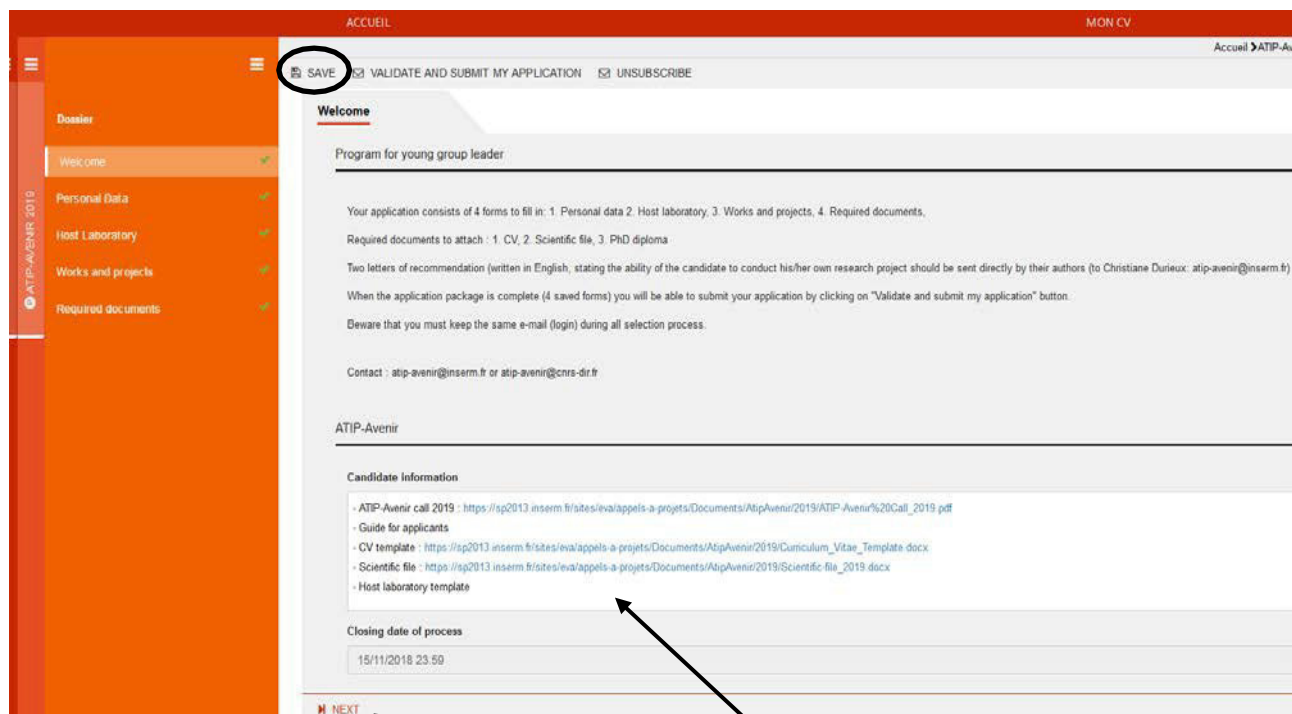 ACCUEIL
MON CV
Accueil ATIP-Av
SAVE
VALIDATE AND SUBMIT MY APPLICATION
UNSUBSCRIBE
ATIP-AVENIR 2019
Dossier
Welcome
Personal Data
Host Laboratory
Works and projects
Required documents
Welcome
Program for young group leader
Your application consists of 4 forms to fill in: 1. Personal data 2. Host laboratory, 3. Works and projects, 4. Required documents,
Required documents to attach : 1. CV, 2. Scientific file, 3. PhD diploma
Two letters of recommendation (written in English, stating the ability of the candidate to conduct his/her own research project should be sent directly by their authors (to Christiane Durieux: atip-avenir@inserm.fr)
When the application package is complete (4 saved forms) you will be able to submit your application by clicking on "Validate and submit my application" button.
Beware that you must keep the same e-mail (login) during all selection process.
Contact : atip-avenir@inserm.fr or atip-avenir@cnrs-dir.fr
ATIP-Avenir
Candidate information
- ATIP-Avenir call 2019 : https://sp2013.inserm.fr/sites/eva/appels-a-projets/Documents/AtipAvenir/2019/ATIP-Avenir%20Call_2019.pdf
- Guide for applicants
- CV template : https://sp2013.inserm.fr/sites/eva/appels-a-projets/Documents/AtipAvenir/2019/Curriculum_Vitae_Template.docx
- Scientific file : https://sp2013.inserm.fr/sites/eva/appels-a-projets/Documents/AtipAvenir/2019/Scientific-file_2019.docx
- Host laboratory template
Closing date of process
15/11/2018 23:59
NEXT